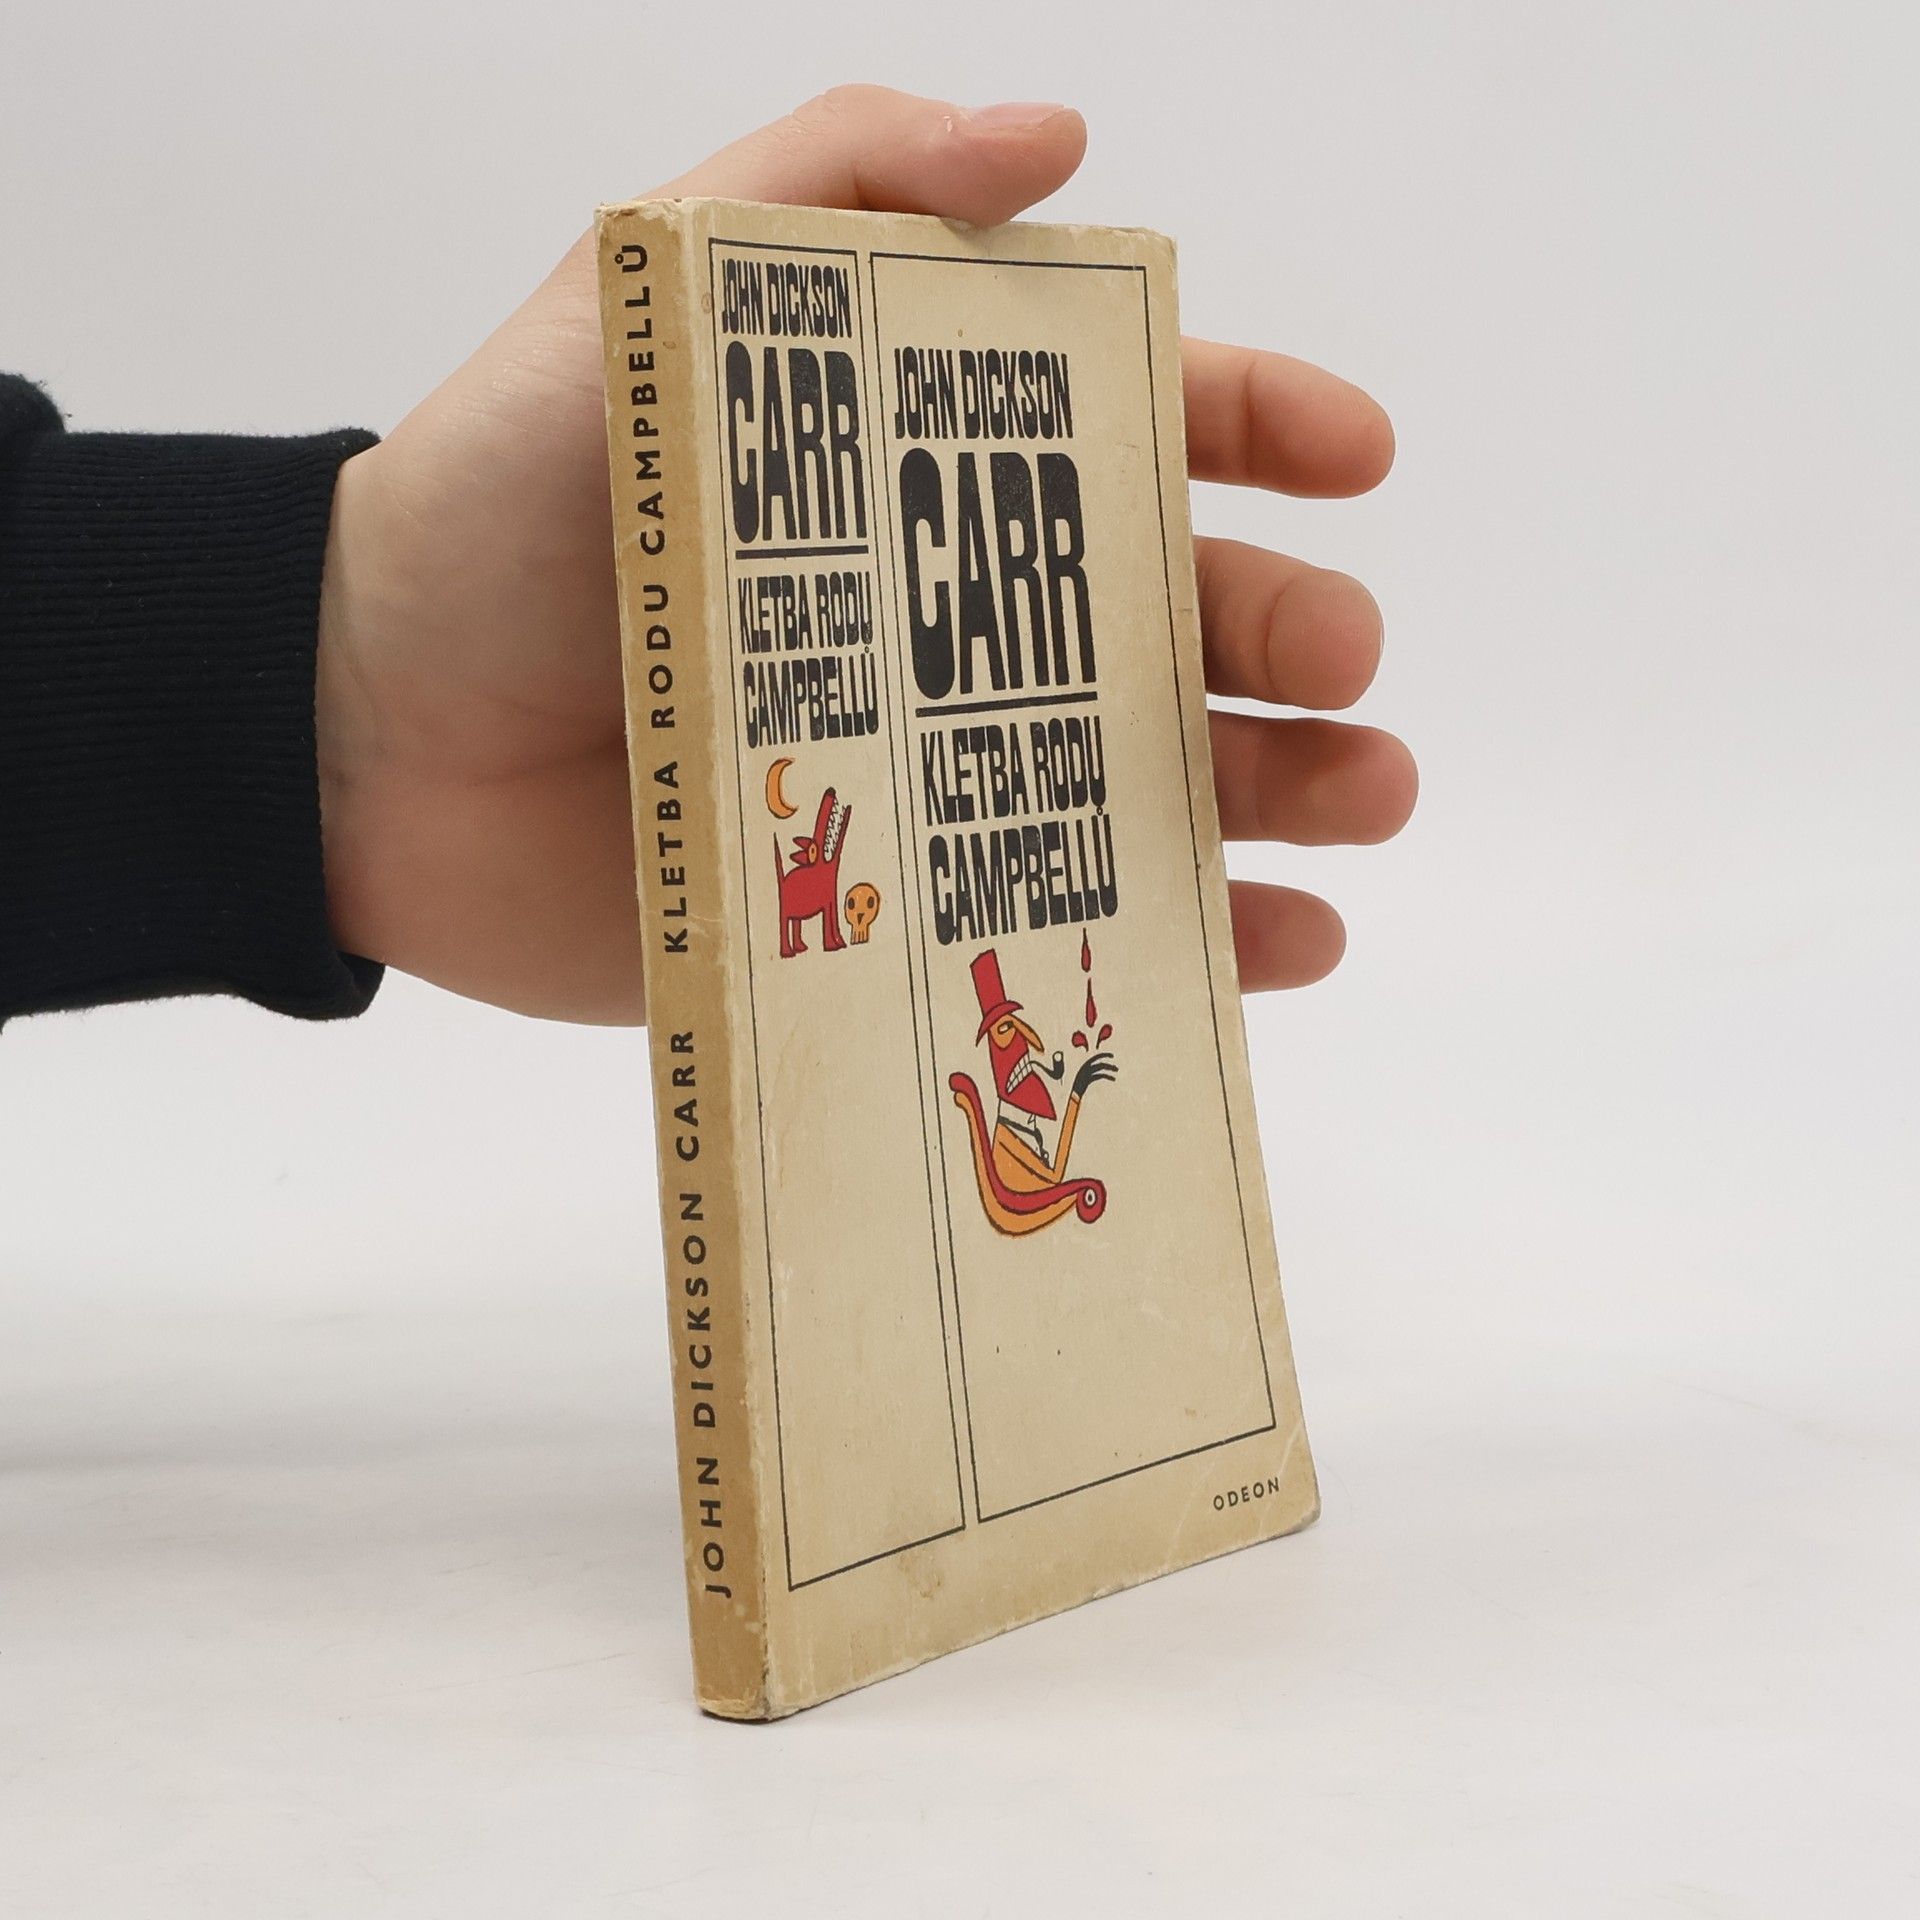 JOHN DICKSON CARR KLETBA RODU CAMPBELLŮ
JOHN DICKSON
CARR
KLETBA RODU
CAMPBELLŮ
JOHN DICKSON
CARR
KLETBA RODU
CAMPBELLŮ
ODEON